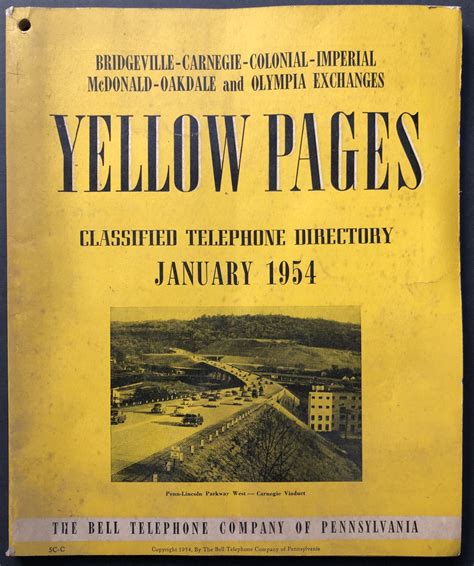 BRIDGEVILLE-CARNEGIE-COLONIAL-IMPERIAL
McDONALD-OAKDALE and OLYMPIA EXCHANGES
YELLOW PAGES
CLASSIFIED TELEPHONE DIRECTORY
JANUARY 1954
Penn-Lincoln Parkway West — Carnegie Viaduct
THE BELL TELEPHONE COMPANY OF PENNSYLVANIA
5C-C
Copyright 1954, By The Bell Telephone Company of Pennsylvania